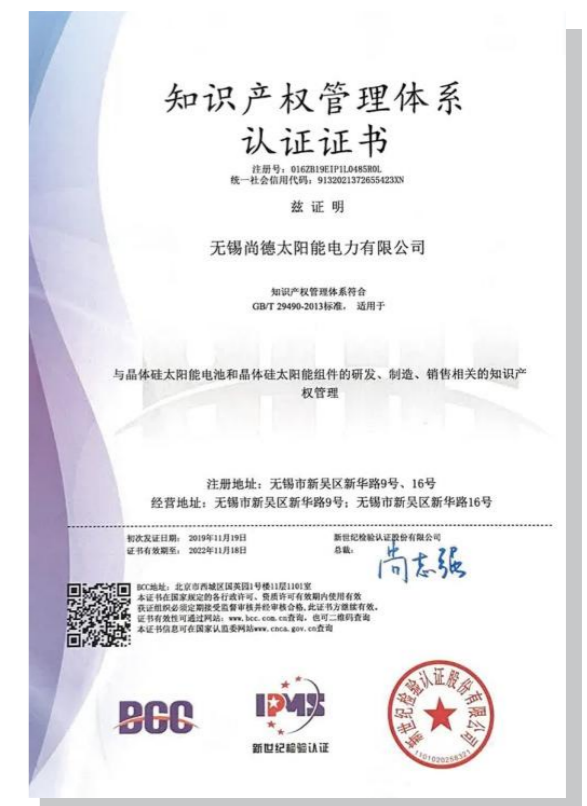 知识产权管理体系
认证证书
注册号：016ZB19EIP1L0485R0L
统一社会信用代码：91320213726554​23XN
兹 证 明
无锡尚德太阳能电力有限公司
知识产权管理体系符合
GB/T 29490-2013标准， 适用于
与晶体硅太阳能电池和晶体硅太阳能组件的研发、制造、销售相关的知识产
权管理
注册地址：无锡市新吴区新华路9号、16号
经营地址：无锡市新吴区新华路9号；无锡市新吴区新华路16号
初次发证日期： 2019年11月19日
证书有效期至： 2022年11月18日
新世纪检验认证股份有限公司
总裁：
尚志强
BCC地址：北京市西城区国英园1号楼11层1101室
本证书在国家规定的各行政许可、资质许可有效期内使用有效
获证组织必须定期接受监督审核并经审核合格，此证书方继续有效。
证书有效性可通过网站：www.bcc.com.cn查询，也可二维码查询
本证书信息可在国家认监委网站www.cnca.gov.cn查询
BCC
IPMS
新世纪检验认证
新世纪检验认证股份有限公司
1101020258321